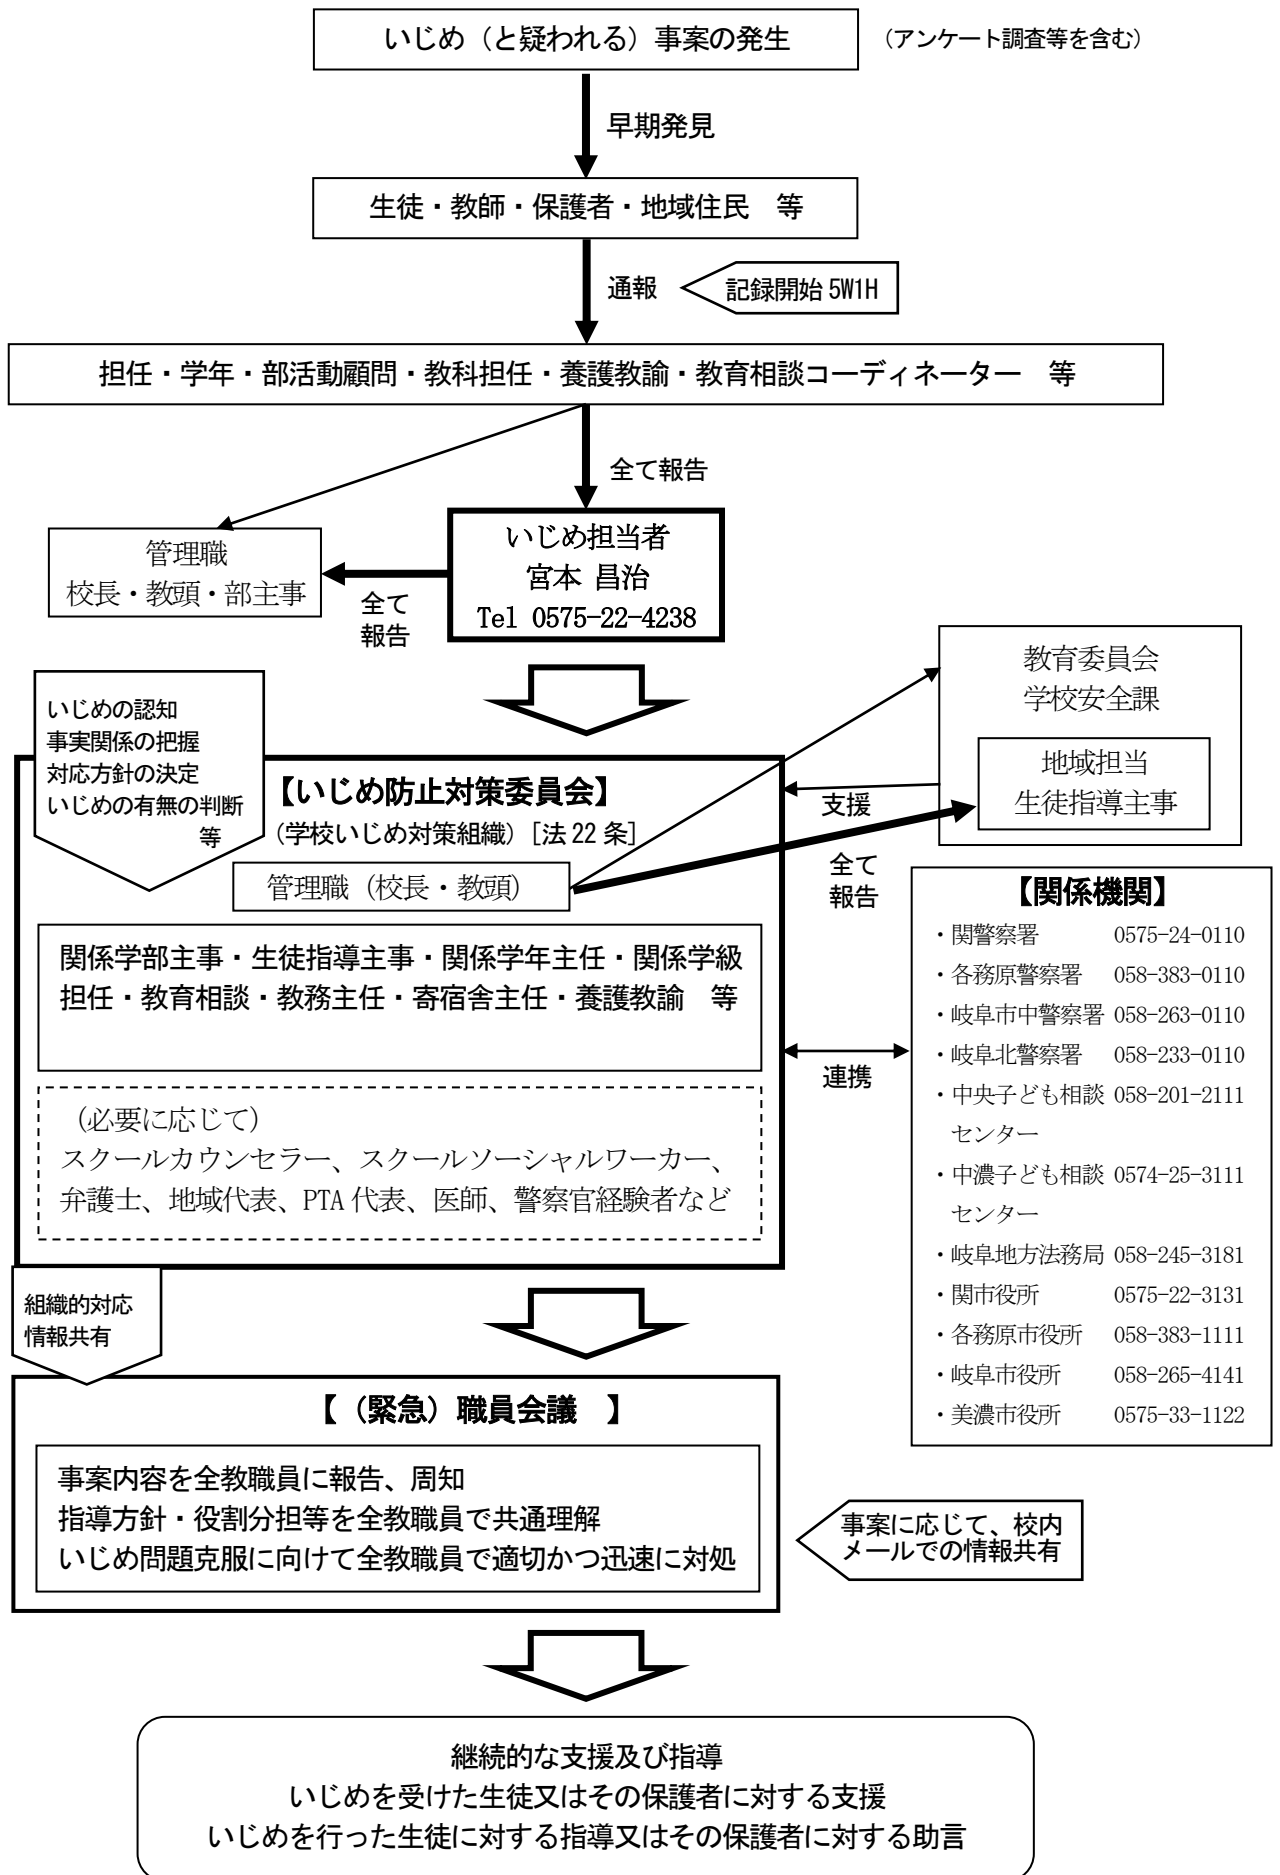 いじめ（と疑われる）事案の発生
（アンケート調査等を含む）
早期発見
生徒・教師・保護者・地域住民　等
通報
記録開始 5W1H
担任・学年・部活動顧問・教科担任・養護教諭・教育相談コーディネーター　等
全て報告
いじめ担当者
宮本 昌治
Tel 0575-22-4238
管理職
校長・教頭・部主事
全て
報告
教育委員会
学校安全課
地域担当
生徒指導主事
いじめの認知
事実関係の把握
対応方針の決定
いじめの有無の判断
等
【いじめ防止対策委員会】
（学校いじめ対策組織）［法 22 条］
管理職（校長・教頭）
支援
全て
報告
関係学部主事・生徒指導主事・関係学年主任・関係学級
担任・教育相談・教務主任・寄宿舎主任・養護教諭　等
（必要に応じて）
スクールカウンセラー、スクールソーシャルワーカー、
弁護士、地域代表、PTA 代表、医師、警察官経験者など
連携
【関係機関】
・関警察署 0575-24-0110
・各務原警察署 058-383-0110
・岐阜市中警察署 058-263-0110
・岐阜北警察署 058-233-0110
・中央子ども相談 058-201-2111
センター
・中濃子ども相談 0574-25-3111
センター
・岐阜地方法務局 058-245-3181
・関市役所 0575-22-3131
・各務原市役所 058-383-1111
・岐阜市役所 058-265-4141
・美濃市役所 0575-33-1122
組織的対応
情報共有
【（緊急）職員会議　】
事案内容を全教職員に報告、周知
指導方針・役割分担等を全教職員で共通理解
いじめ問題克服に向けて全教職員で適切かつ迅速に対処
事案に応じて、校内
メールでの情報共有
継続的な支援及び指導
いじめを受けた生徒又はその保護者に対する支援
いじめを行った生徒に対する指導又はその保護者に対する助言